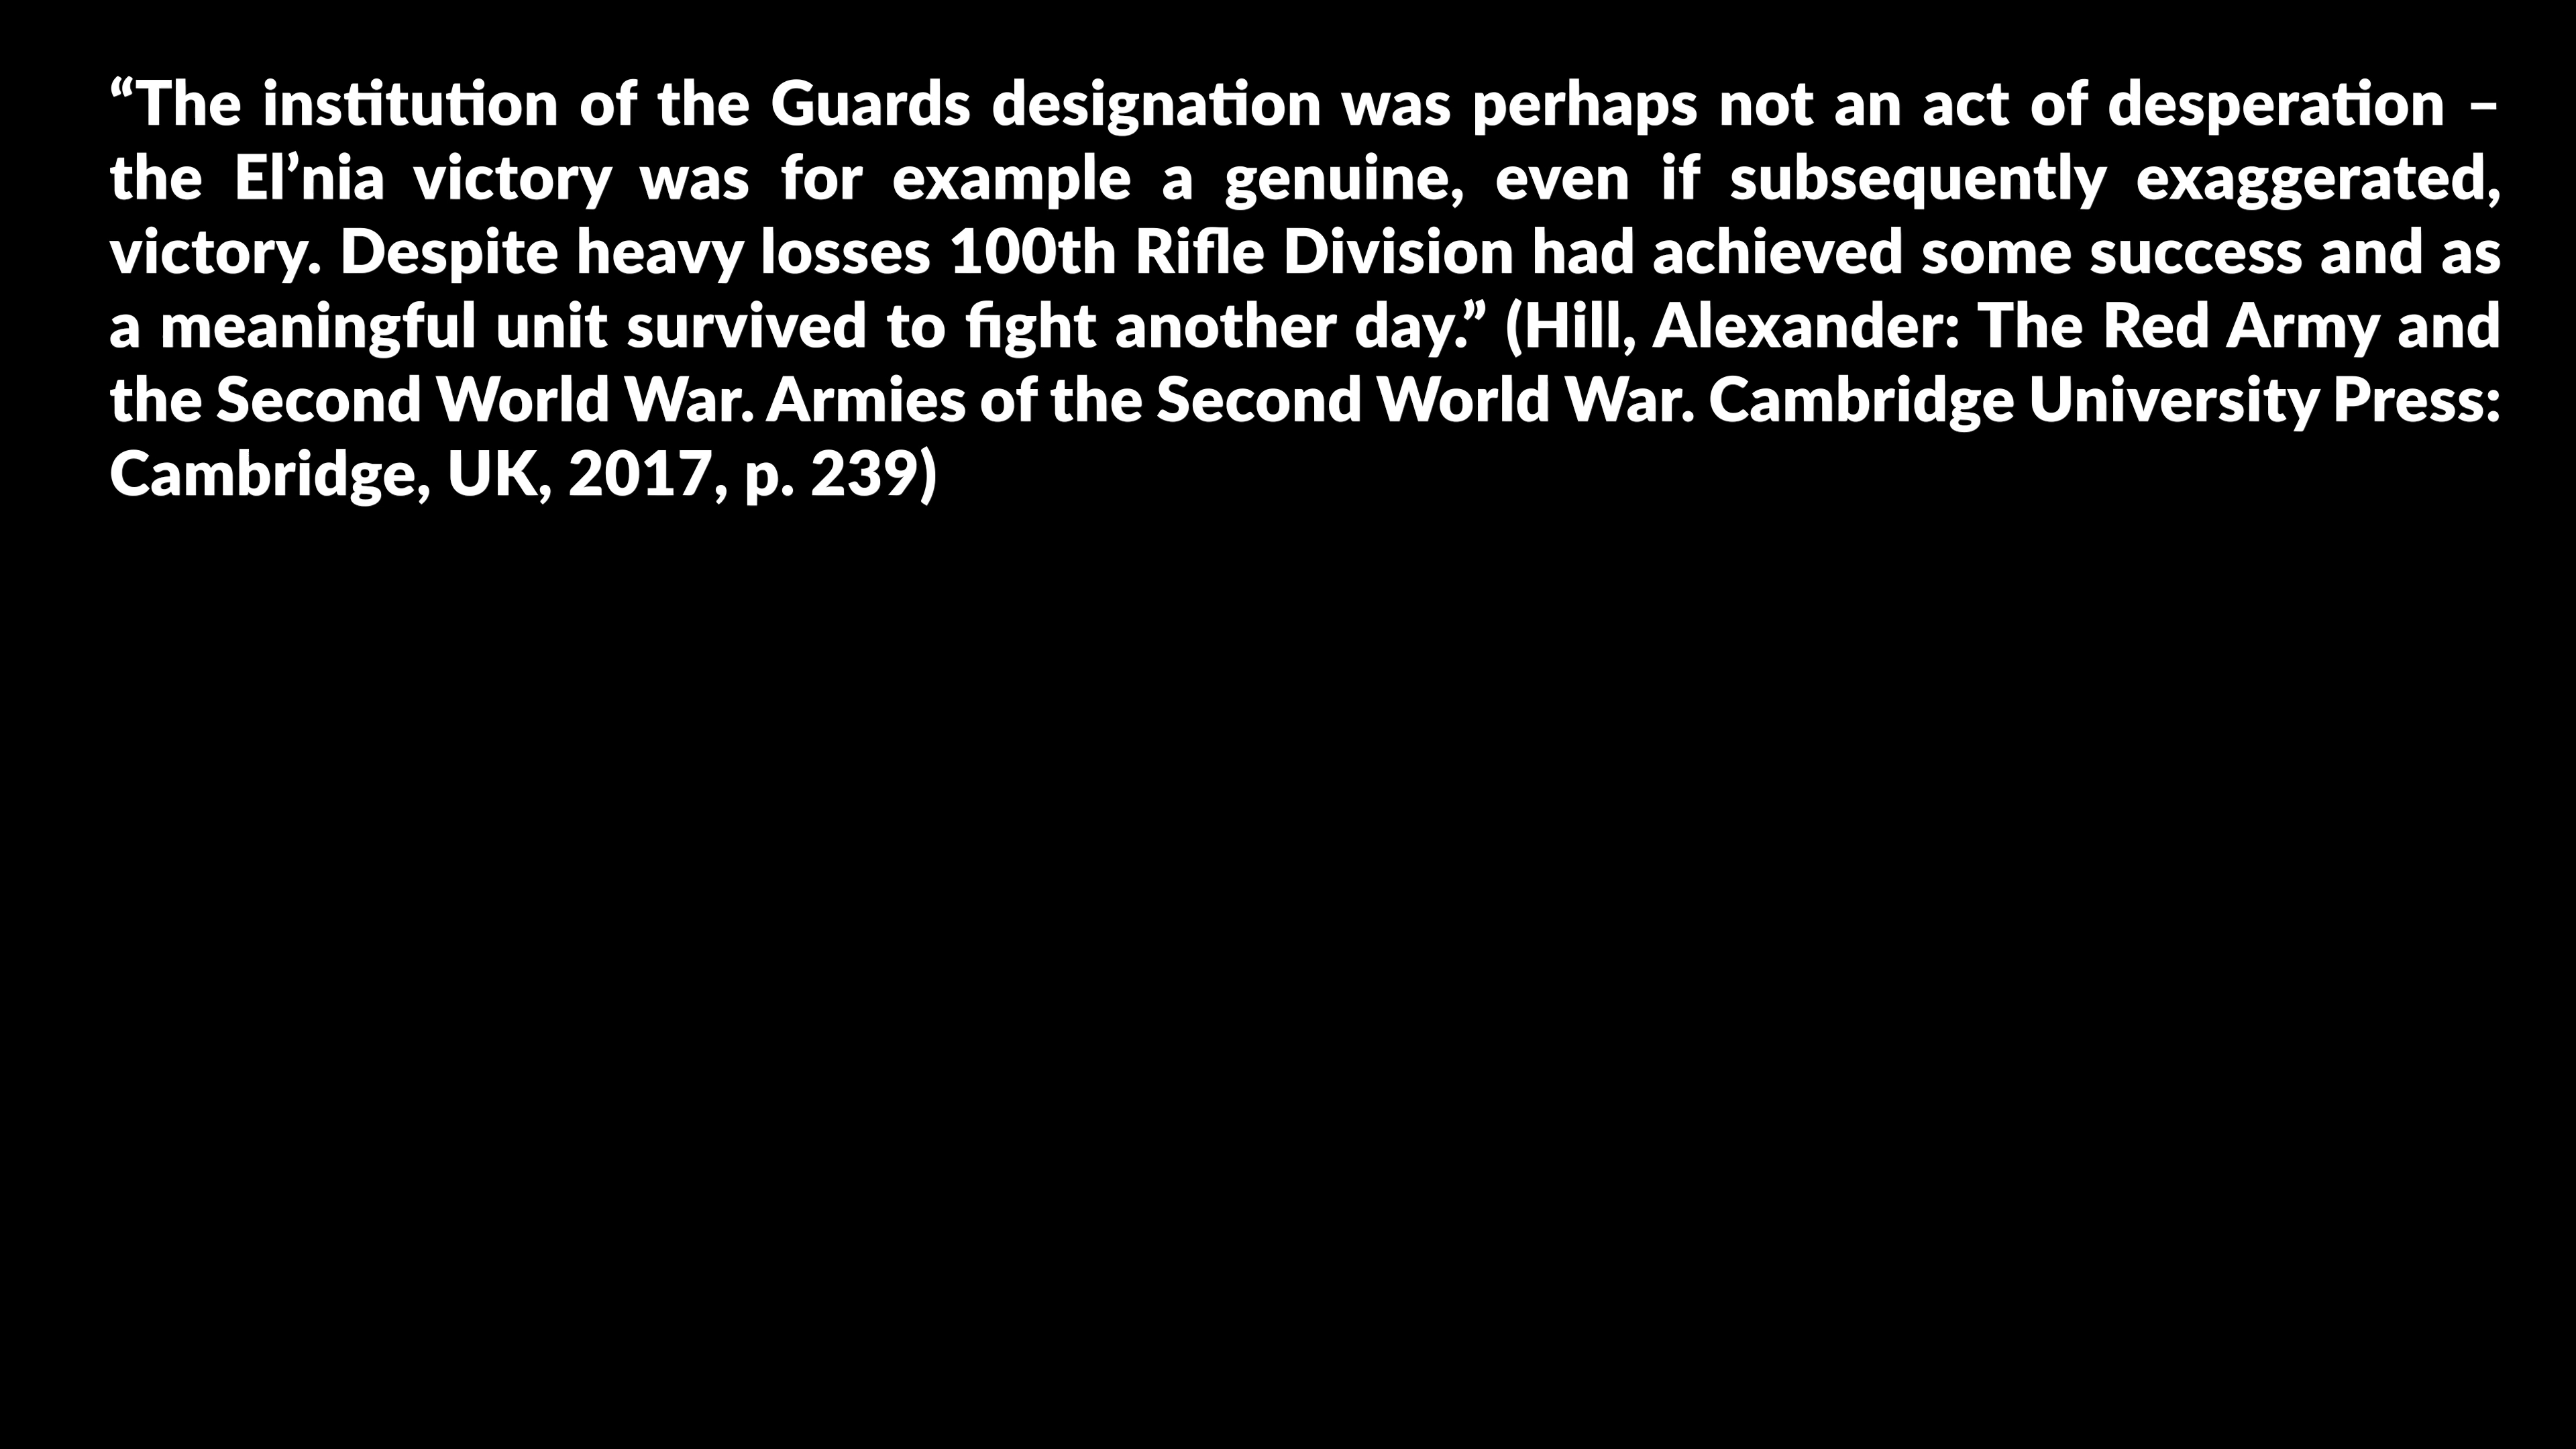 “The institution of the Guards designation was perhaps not an act of desperation –
the El’nia victory was for example a genuine, even if subsequently exaggerated,
victory. Despite heavy losses 100th Rifle Division had achieved some success and as
a meaningful unit survived to fight another day.” (Hill, Alexander: The Red Army and
the Second World War. Armies of the Second World War. Cambridge University Press:
Cambridge, UK, 2017, p. 239)